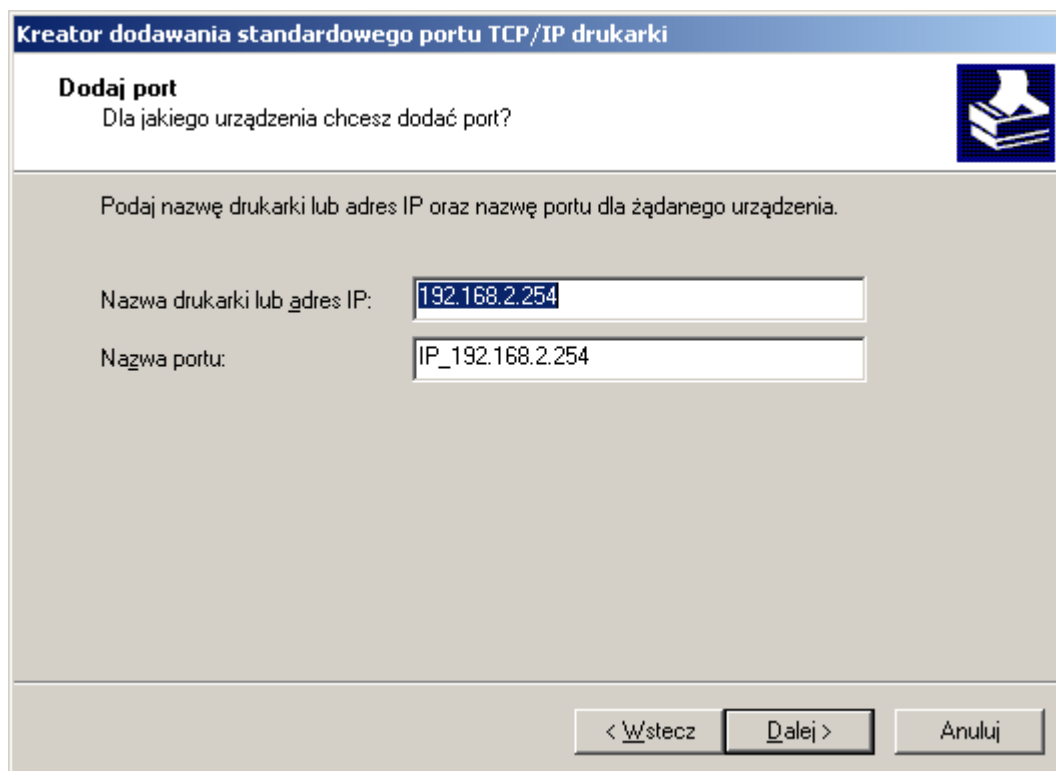 Kreator dodawania standardowego portu TCP/IP drukarki
Dodaj port
Dla jakiego urządzenia chcesz dodać port?
Podaj nazwę drukarki lub adres IP oraz nazwę portu dla żądanego urządzenia.
Nazwa drukarki lub adres IP: 192.168.2.254
Nazwa portu: IP_192.168.2.254
< Wstecz Dalej > Anuluj